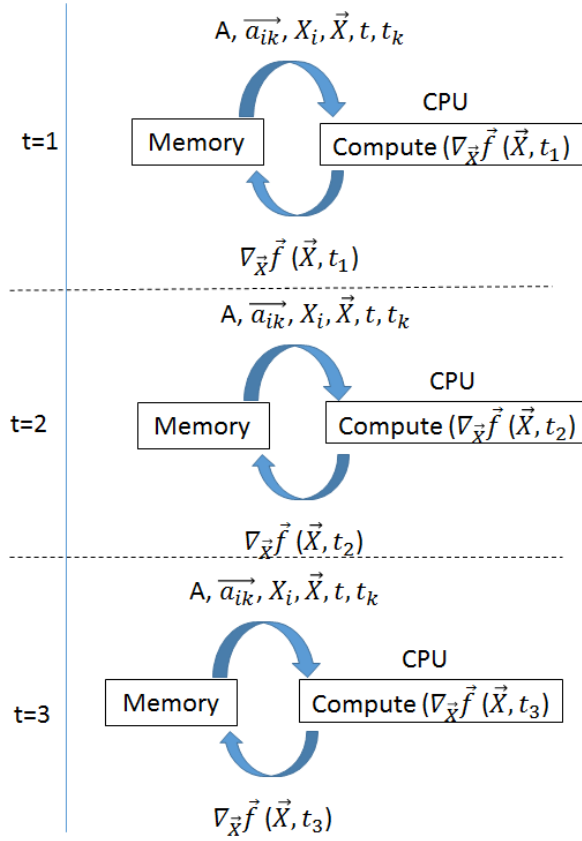 A, $\overrightarrow{a_{ik}}, X_i, \vec{X}, t, t_k$
CPU
t=1
Memory
Compute ($\nabla_{\vec{X}} \vec{f}\,(\vec{X}, t_1)$
$\nabla_{\vec{X}} \vec{f}\,(\vec{X}, t_1)$
A, $\overrightarrow{a_{ik}}, X_i, \vec{X}, t, t_k$
CPU
t=2
Memory
Compute ($\nabla_{\vec{X}} \vec{f}\,(\vec{X}, t_2)$
$\nabla_{\vec{X}} \vec{f}\,(\vec{X}, t_2)$
A, $\overrightarrow{a_{ik}}, X_i, \vec{X}, t, t_k$
CPU
t=3
Memory
Compute ($\nabla_{\vec{X}} \vec{f}\,(\vec{X}, t_3)$
$\nabla_{\vec{X}} \vec{f}\,(\vec{X}, t_3)$